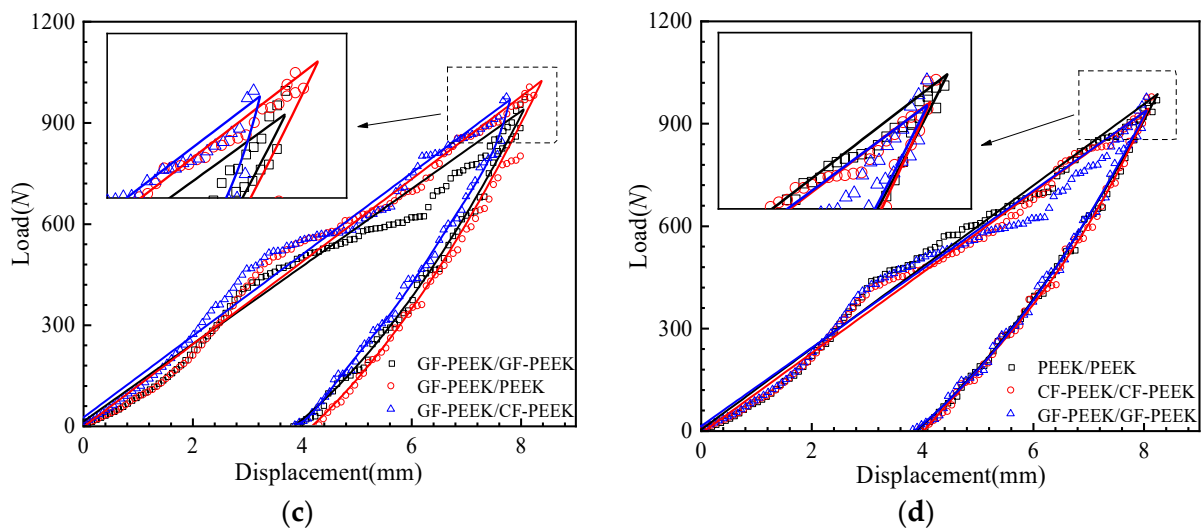 1200
900
600
300
0
Load(N)
GF-PEEK/GF-PEEK
GF-PEEK/PEEK
GF-PEEK/CF-PEEK
0 2 4 6 8
Displacement(mm)
(c)
1200
900
600
300
0
Load(N)
PEEK/PEEK
CF-PEEK/CF-PEEK
GF-PEEK/GF-PEEK
0 2 4 6 8
Displacement(mm)
(d)